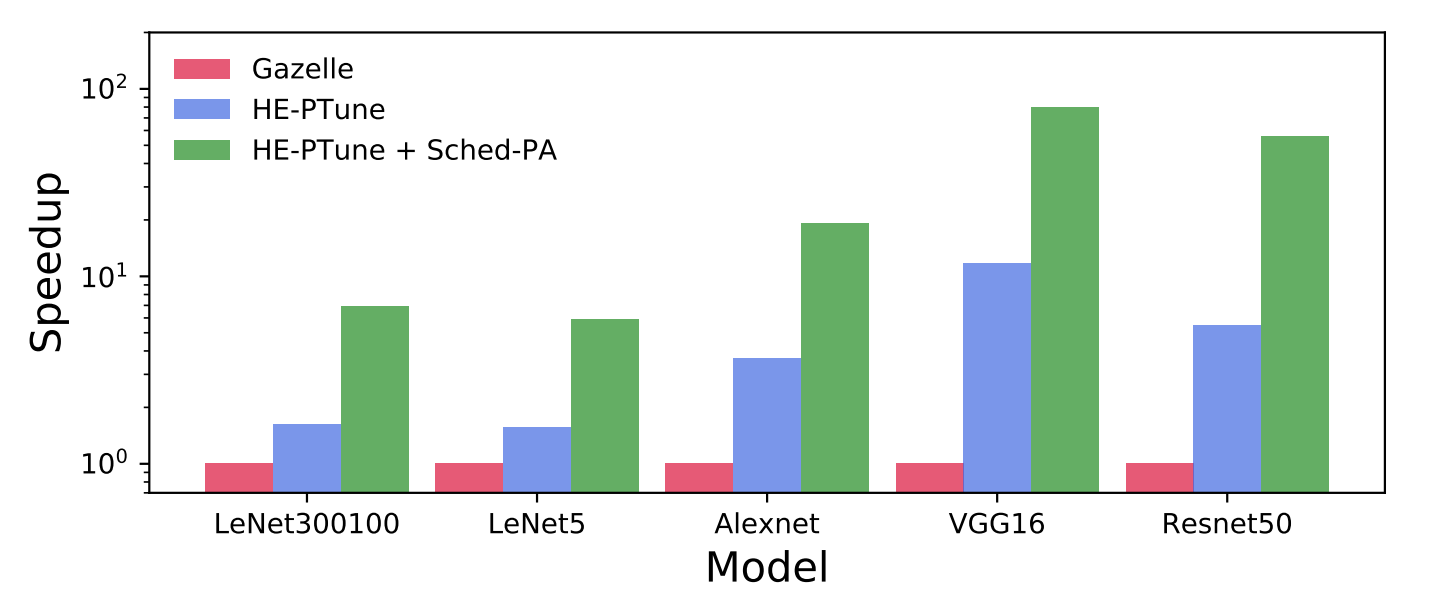 Gazelle
HE-PTune
HE-PTune + Sched-PA
10²
10¹
10⁰
Speedup
LeNet300100 LeNet5 Alexnet VGG16 Resnet50
Model